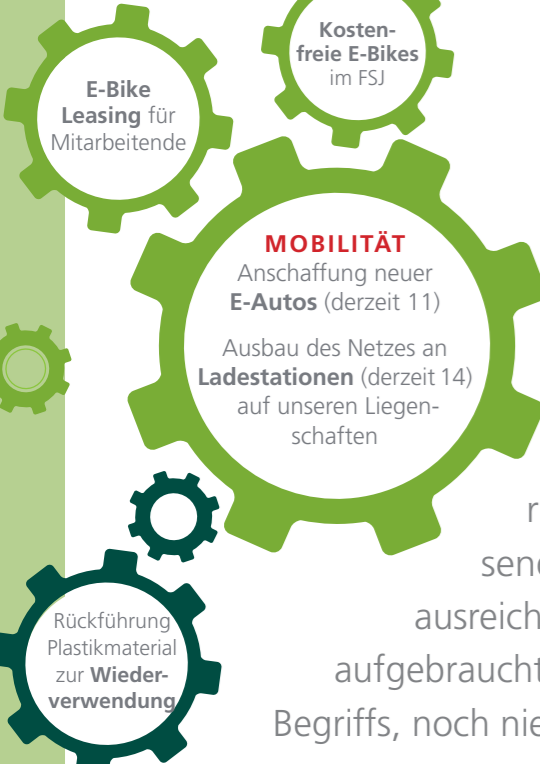 Kosten-
freie E-Bikes
im FSJ
E-Bike
Leasing für
Mitarbeitende
MOBILITÄT
Anschaffung neuer
E-Autos (derzeit 11)
Ausbau des Netzes an
Ladestationen (derzeit 14)
auf unseren Liegen-
schaften
Rückführung
Plastikmaterial
zur Wieder-
verwendung
r
send
ausreich
aufgebraucht
Begriffs, noch nie